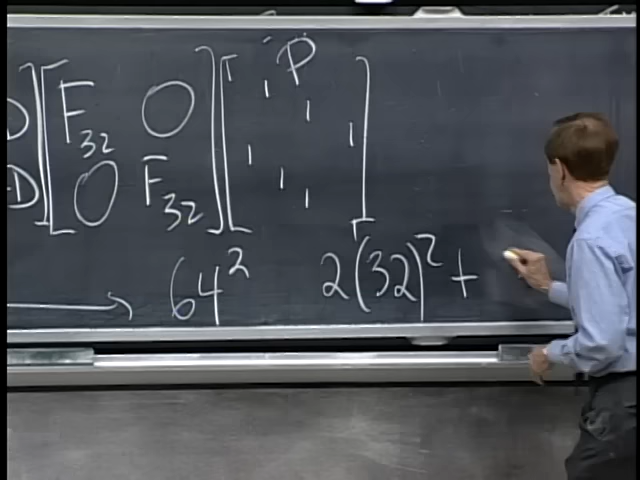 D] [F₃₂ O] [P
-D] [O F₃₂]
64² 2(32)² +